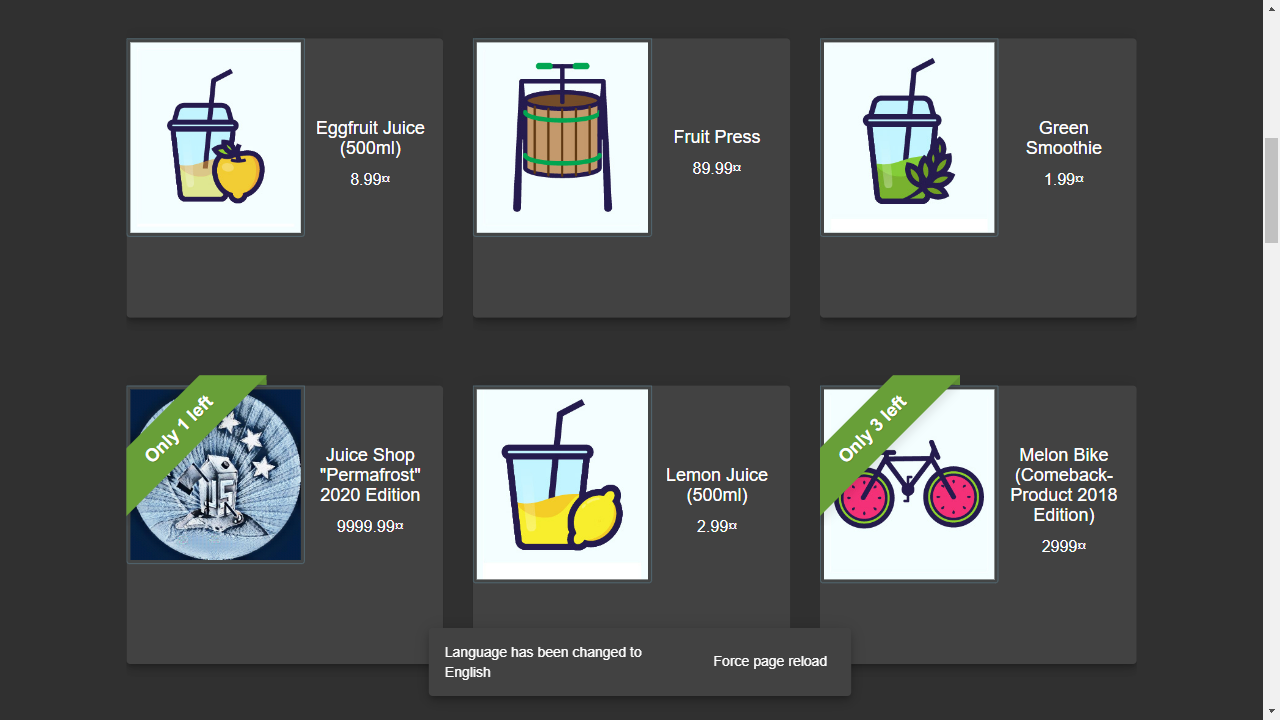 Eggfruit Juice
(500ml)
8.99¤
Fruit Press
89.99¤
Green
Smoothie
1.99¤
Only 1 left
Juice Shop
"Permafrost"
2020 Edition
9999.99¤
Lemon Juice
(500ml)
2.99¤
Only 3 left
Melon Bike
(Comeback-
Product 2018
Edition)
2999¤
Language has been changed to
English
Force page reload